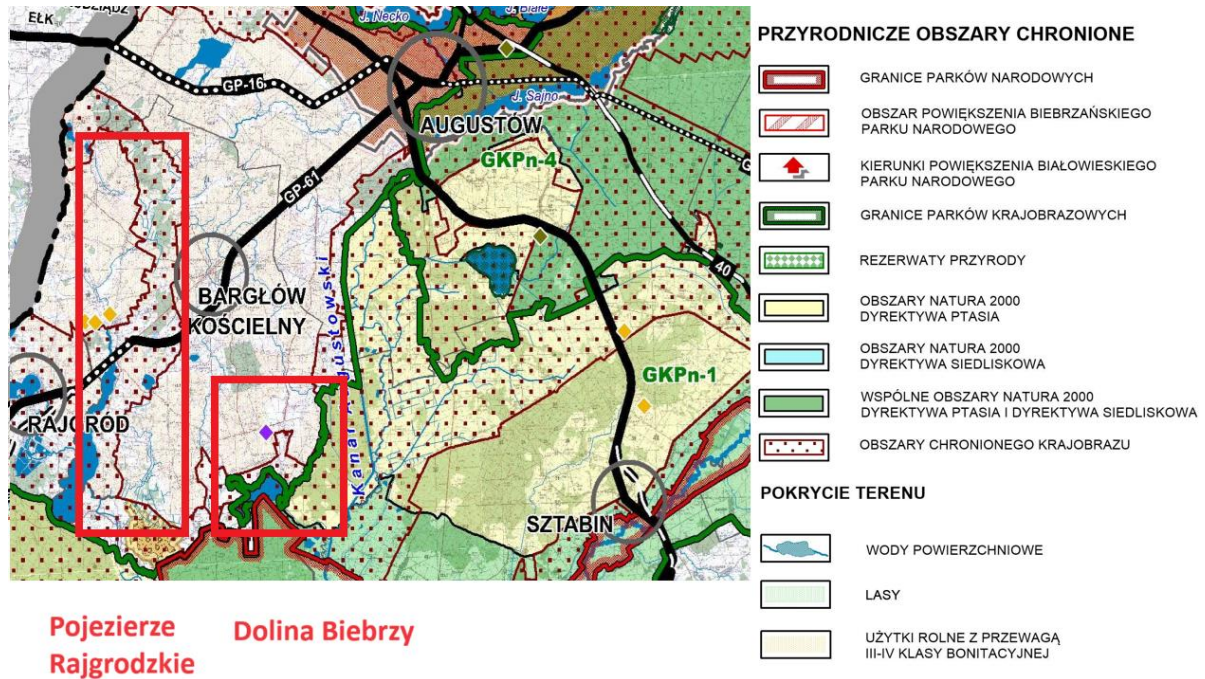 EŁK
J. Necko
J. Białe
GP-16
J. Sajno
AUGUSTÓW
GKPn-4
GP-61
40
BARGŁÓW
KOŚCIELNY
Kanał Augustowski
GKPn-1
RAJGRÓD
SZTABIN
Pojezierze
Rajgrodzkie
Dolina Biebrzy
PRZYRODNICZE OBSZARY CHRONIONE
GRANICE PARKÓW NARODOWYCH
OBSZAR POWIĘKSZENIA BIEBRZAŃSKIEGO
PARKU NARODOWEGO
KIERUNKI POWIĘKSZENIA BIAŁOWIESKIEGO
PARKU NARODOWEGO
GRANICE PARKÓW KRAJOBRAZOWYCH
REZERWATY PRZYRODY
OBSZARY NATURA 2000
DYREKTYWA PTASIA
OBSZARY NATURA 2000
DYREKTYWA SIEDLISKOWA
WSPÓLNE OBSZARY NATURA 2000
DYREKTYWA PTASIA I DYREKTYWA SIEDLISKOWA
OBSZARY CHRONIONEGO KRAJOBRAZU
POKRYCIE TERENU
WODY POWIERZCHNIOWE
LASY
UŻYTKI ROLNE Z PRZEWAGĄ
III-IV KLASY BONITACYJNEJ